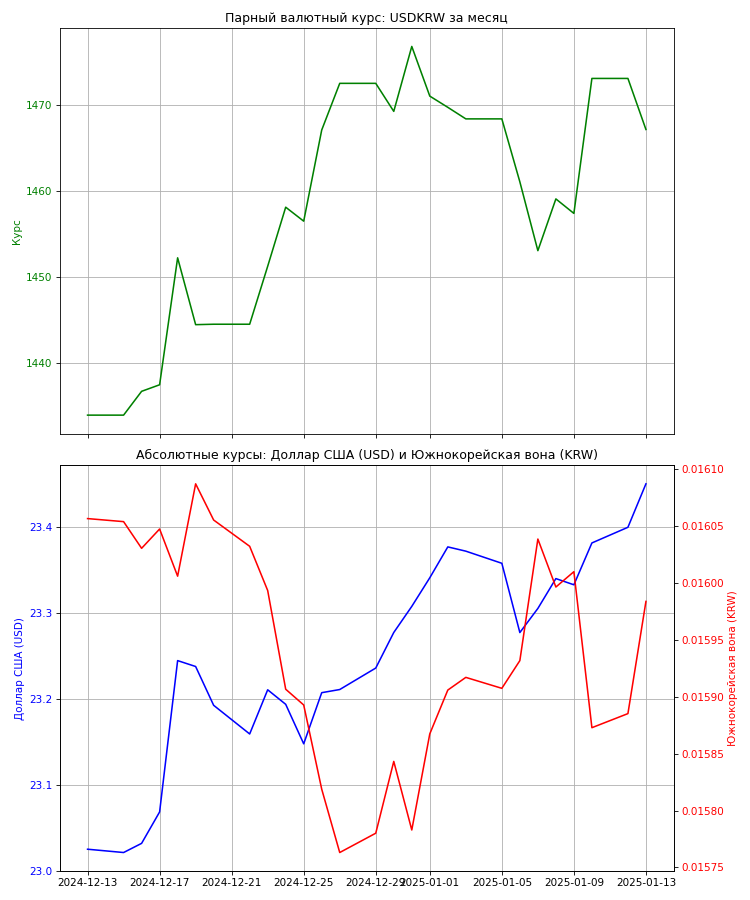 Парный валютный курс: USDKRW за месяц
1470
1460
1450
1440
Курс
Абсолютные курсы: Доллар США (USD) и Южнокорейская вона (KRW)
23.4
23.3
23.2
23.1
23.0
Доллар США (USD)
0.01610
0.01605
0.01600
0.01595
0.01590
0.01585
0.01580
0.01575
Южнокорейская вона (KRW)
2024-12-13 2024-12-17 2024-12-21 2024-12-25 2024-12-29 2025-01-01 2025-01-05 2025-01-09 2025-01-13